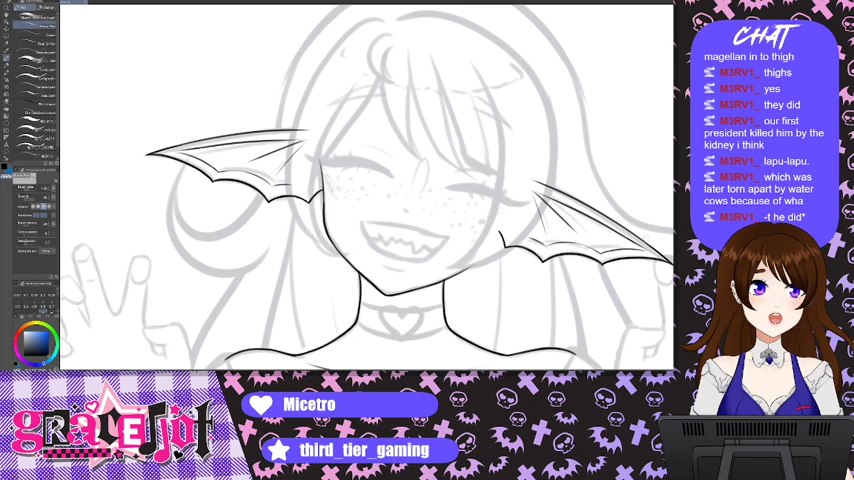 CHAT
magellan in to thigh
M3RV1_ thighs
M3RV1_ yes
M3RV1_ they did
M3RV1_ our first
president killed him by the
kidney i think
M3RV1_ lapu-lapu.
M3RV1_ which was
later torn apart by water
cows because of wha
M3RV1_ -t he did*
GRACEJiot
Micetro
third_tier_gaming